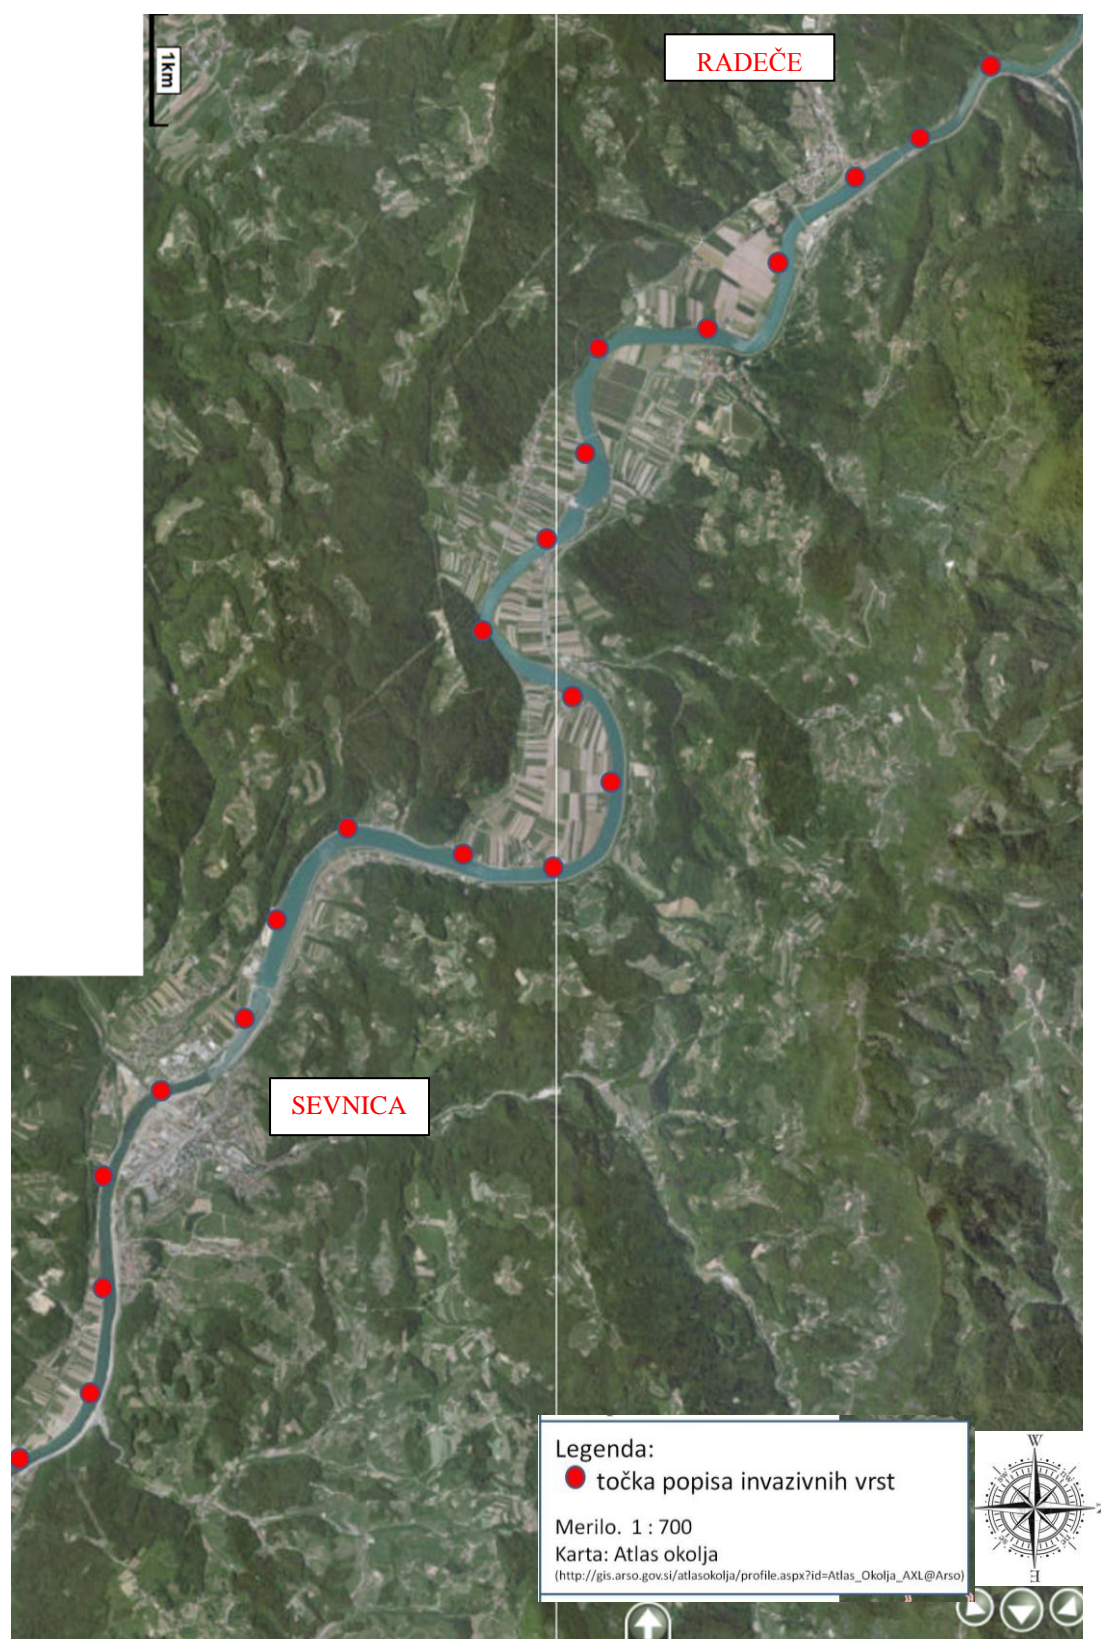 1km
RADEČE
SEVNICA
Legenda:
točka popisa invazivnih vrst
Merilo. 1 : 700
Karta: Atlas okolja
(http://gis.arso.gov.si/atlasokolja/profile.aspx?id=Atlas_Okolja_AXL@Arso)
W
E